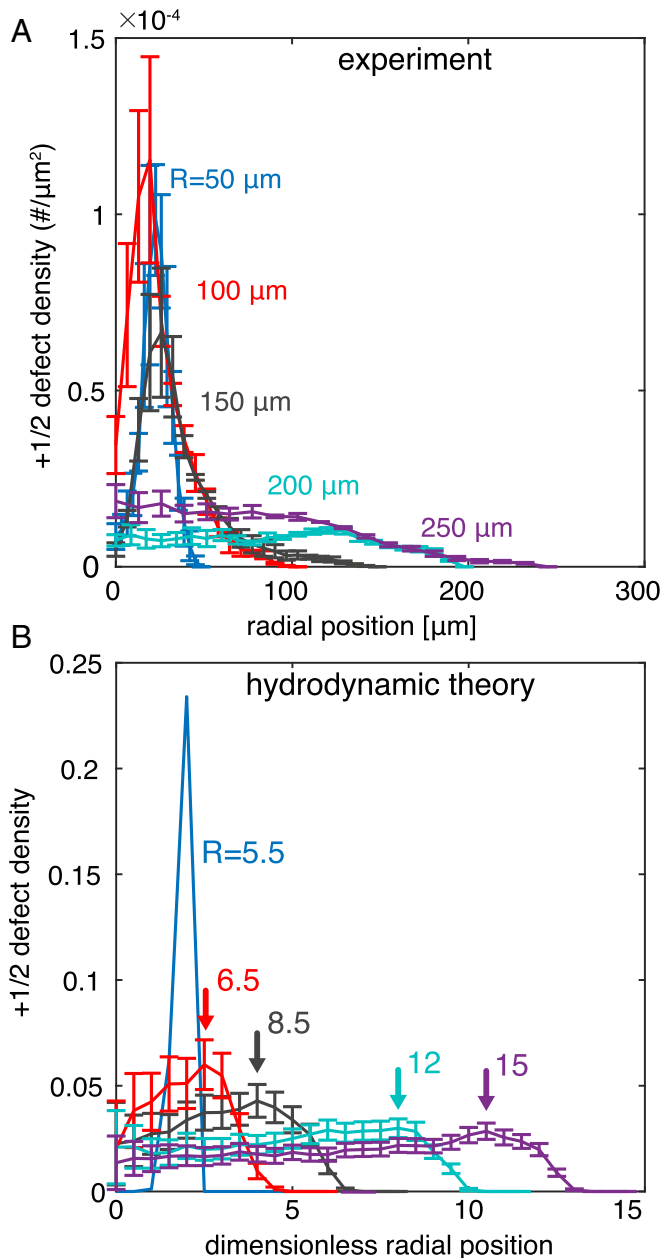 A
×10⁻⁴
experiment
1.5
1
0.5
0
+1/2 defect density (#/μm²)
R=50 μm
100 μm
150 μm
200 μm
250 μm
0
100
200
300
radial position [μm]
B
hydrodynamic theory
0.25
0.2
0.15
0.1
0.05
0
+1/2 defect density
R=5.5
6.5
8.5
12
15
0
5
10
15
dimensionless radial position